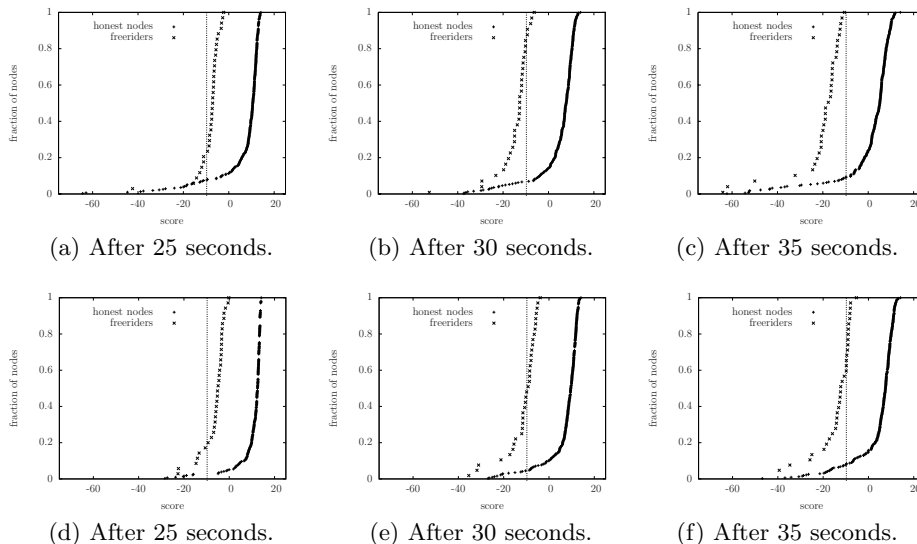 1
0.8
0.6
0.4
0.2
0
fraction of nodes
honest nodes
freeriders
-60 -40 -20 0 20
score
(a) After 25 seconds.
1
0.8
0.6
0.4
0.2
0
fraction of nodes
honest nodes
freeriders
-60 -40 -20 0 20
score
(b) After 30 seconds.
1
0.8
0.6
0.4
0.2
0
fraction of nodes
honest nodes
freeriders
-60 -40 -20 0 20
score
(c) After 35 seconds.
1
0.8
0.6
0.4
0.2
0
fraction of nodes
honest nodes
freeriders
-60 -40 -20 0 20
score
(d) After 25 seconds.
1
0.8
0.6
0.4
0.2
0
fraction of nodes
honest nodes
freeriders
-60 -40 -20 0 20
score
(e) After 30 seconds.
1
0.8
0.6
0.4
0.2
0
fraction of nodes
honest nodes
freeriders
-60 -40 -20 0 20
score
(f) After 35 seconds.